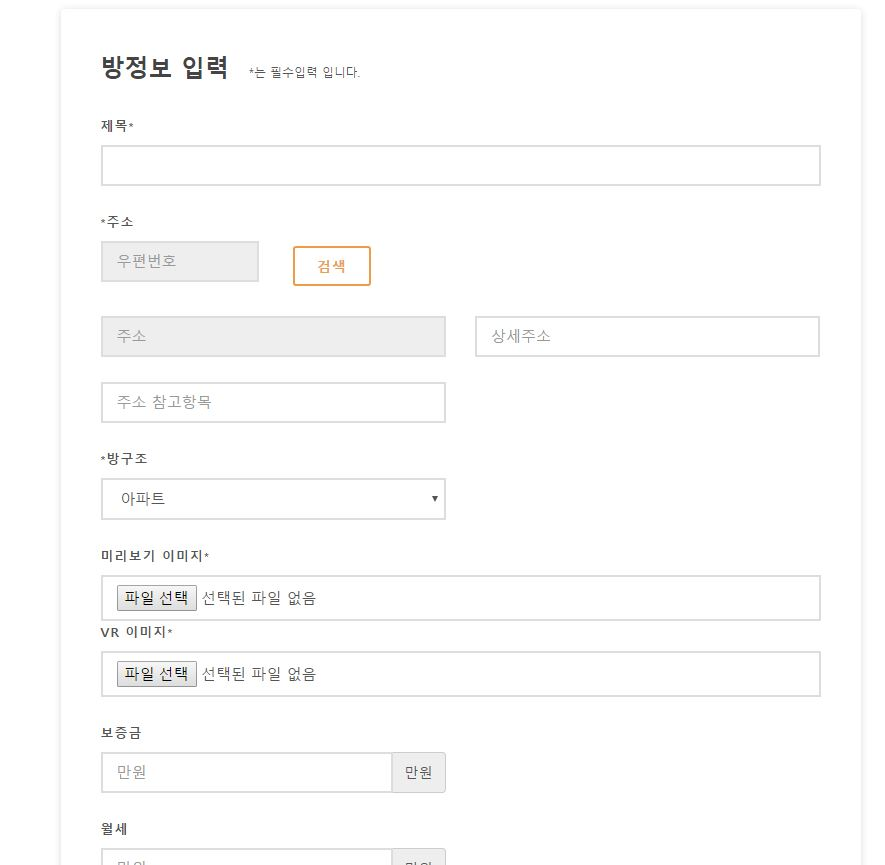 방정보 입력 *는 필수입력 입니다.
제목*
*주소
우편번호 검색
주소 상세주소
주소 참고항목
*방구조
아파트
미리보기 이미지*
파일 선택 선택된 파일 없음
VR 이미지*
파일 선택 선택된 파일 없음
보증금
만원 만원
월세
만원 만원